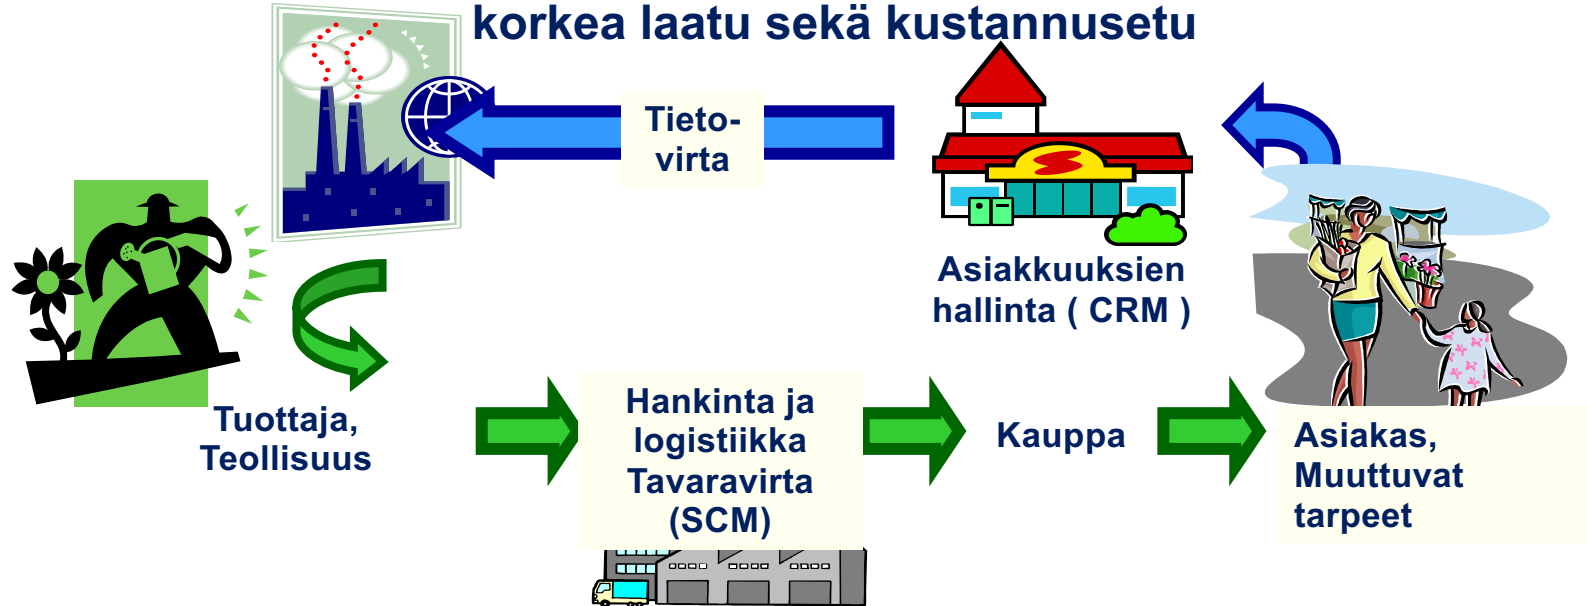 korkea laatu sekä kustannusetu
Tieto-
virta
Asiakkuuksien
hallinta ( CRM )
Tuottaja,
Teollisuus
Hankinta ja
logistiikka
Tavaravirta
(SCM)
Kauppa
Asiakas,
Muuttuvat
tarpeet